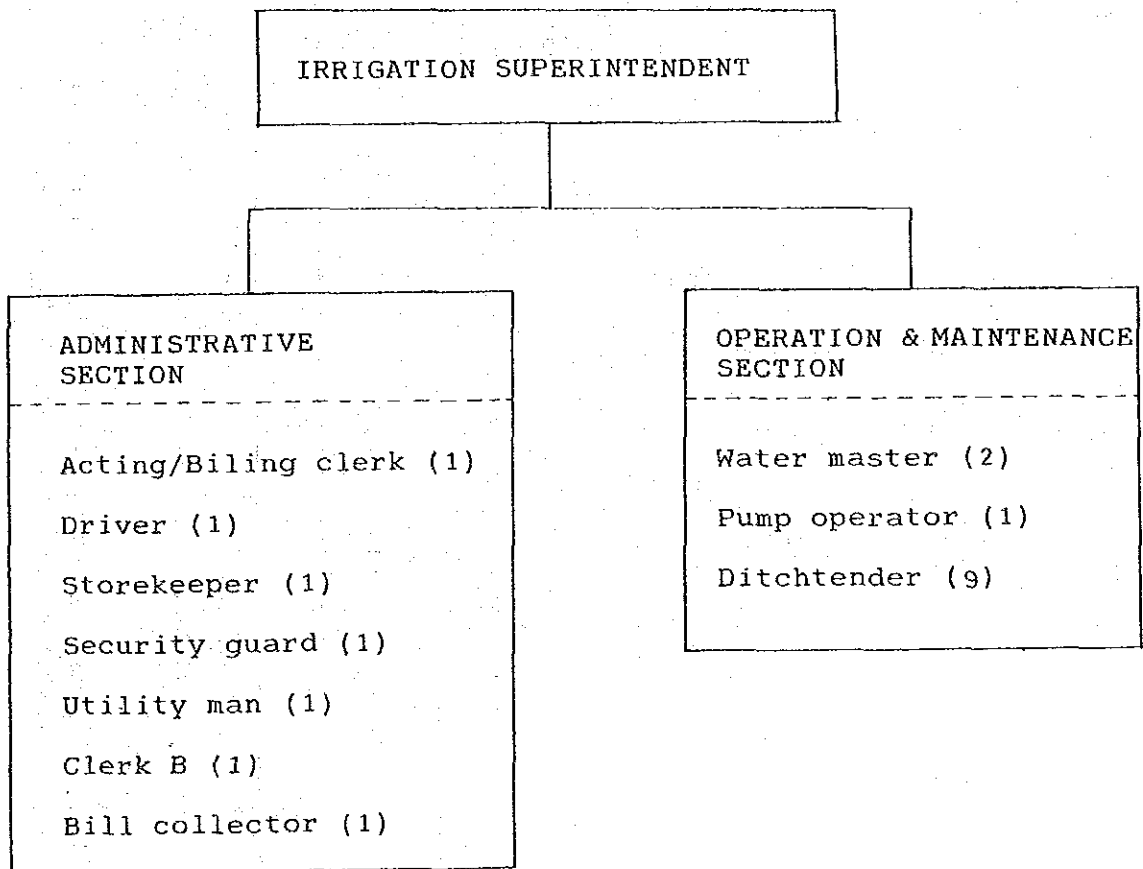 IRRIGATION SUPERINTENDENT
ADMINISTRATIVE
SECTION
Acting/Biling clerk (1)
Driver (1)
Storekeeper (1)
Security guard (1)
Utility man (1)
Clerk B (1)
Bill collector (1)
OPERATION & MAINTENANCE
SECTION
Water master (2)
Pump operator (1)
Ditchtender (9)